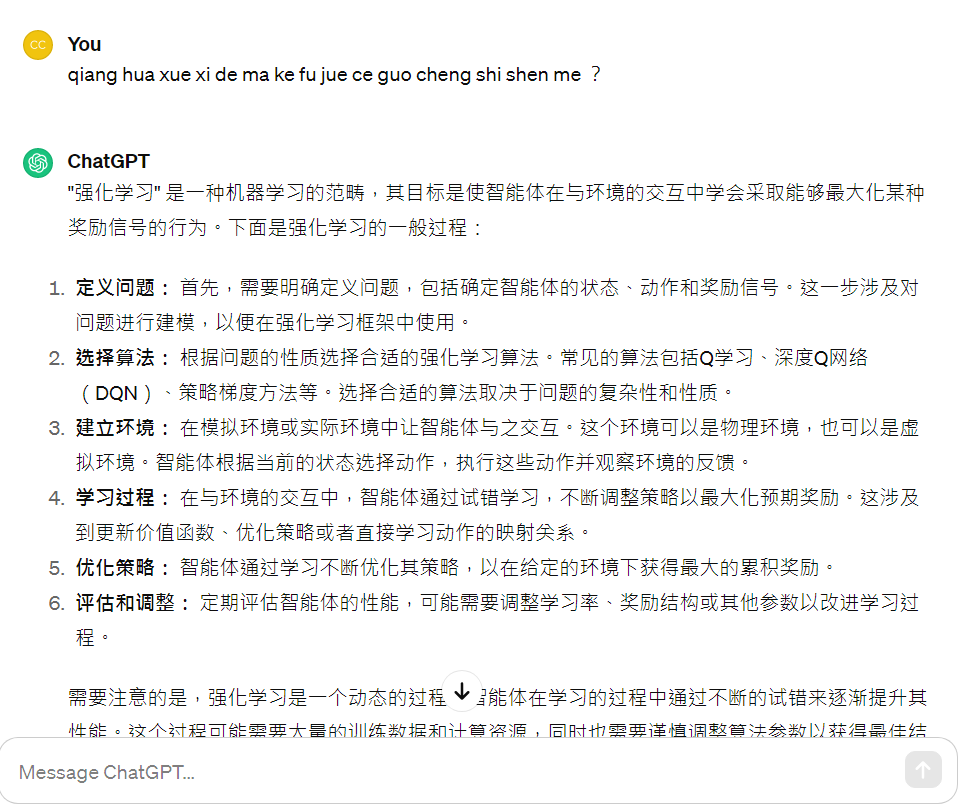 CC
You
qiang hua xue xi de ma ke fu jue ce guo cheng shi shen me ？
ChatGPT
"强化学习" 是一种机器学习的范畴，其目标是使智能体在与环境的交互中学会采取能够最大化某种
奖励信号的行为。下面是强化学习的一般过程：
1. 定义问题： 首先，需要明确定义问题，包括确定智能体的状态、动作和奖励信号。这一步涉及对
问题进行建模，以便在强化学习框架中使用。
2. 选择算法： 根据问题的性质选择合适的强化学习算法。常见的算法包括Q学习、深度Q网络
（DQN）、策略梯度方法等。选择合适的算法取决于问题的复杂性和性质。
3. 建立环境： 在模拟环境或实际环境中让智能体与之交互。这个环境可以是物理环境，也可以是虚
拟环境。智能体根据当前的状态选择动作，执行这些动作并观察环境的反馈。
4. 学习过程： 在与环境的交互中，智能体通过试错学习，不断调整策略以最大化预期奖励。这涉及
到更新价值函数、优化策略或者直接学习动作的映射关系。
5. 优化策略： 智能体通过学习不断优化其策略，以在给定的环境下获得最大的累积奖励。
6. 评估和调整： 定期评估智能体的性能，可能需要调整学习率、奖励结构或其他参数以改进学习过
程。
需要注意的是，强化学习是一个动态的过程 智能体在学习的过程中通过不断的试错来逐渐提升其
性能。这个过程可能需要大量的训练数据和计算资源，同时也需要谨慎调整算法参数以获得最佳结
Message ChatGPT...